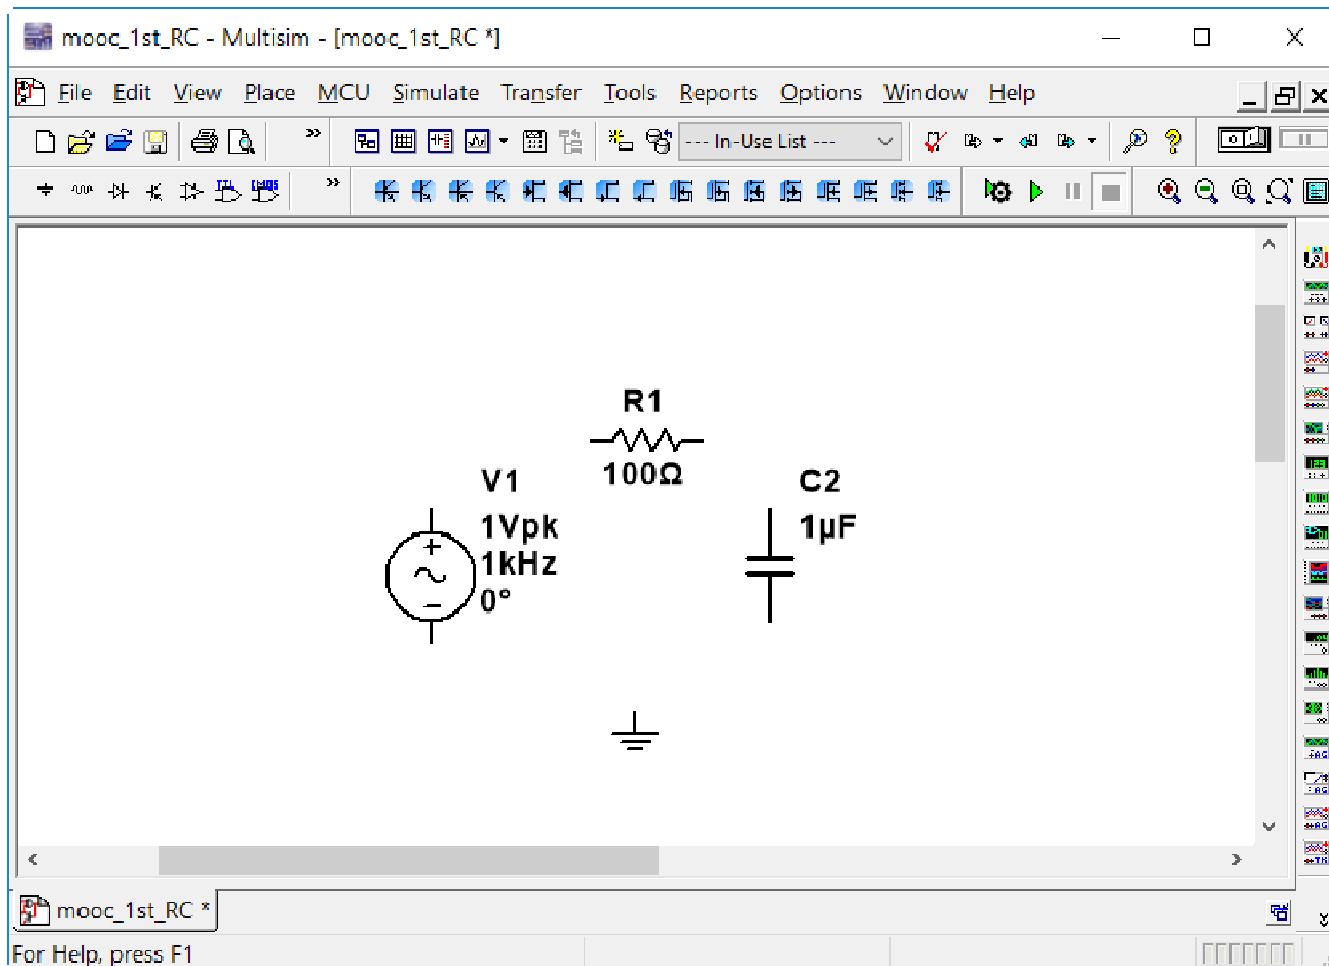 mooc_1st_RC - Multisim - [mooc_1st_RC *]
File Edit View Place MCU Simulate Transfer Tools Reports Options Window Help
--- In-Use List ---
R1
100Ω
V1
1Vpk
1kHz
0°
C2
1µF
mooc_1st_RC *
For Help, press F1